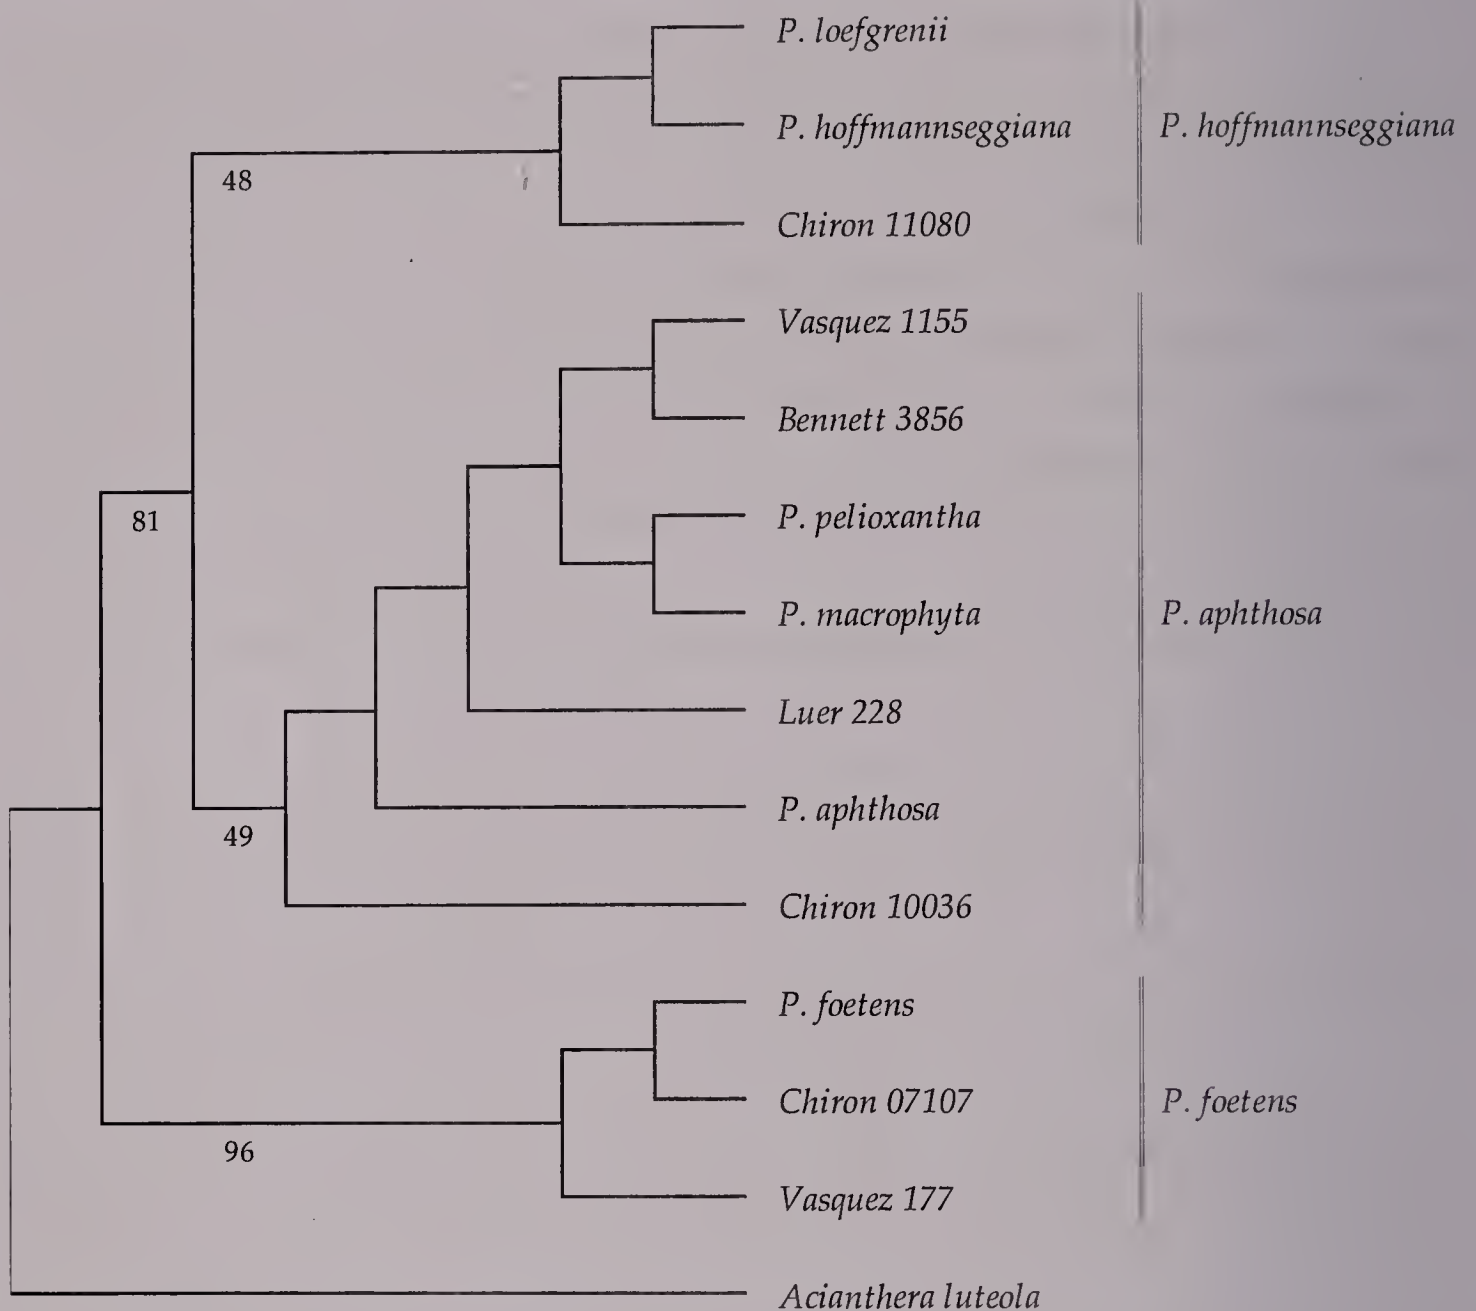 P. loefgrenii
P. hoffmannseggiana P. hoffmannseggiana
48
Chiron 11080
Vasquez 1155
Bennett 3856
81 P. pelioxantha
P. macrophyta P. aphthosa
Luer 228
P. aphthosa
49
Chiron 10036
P. foetens
Chiron 07107 P. foetens
96
Vasquez 177
Acianthera luteola